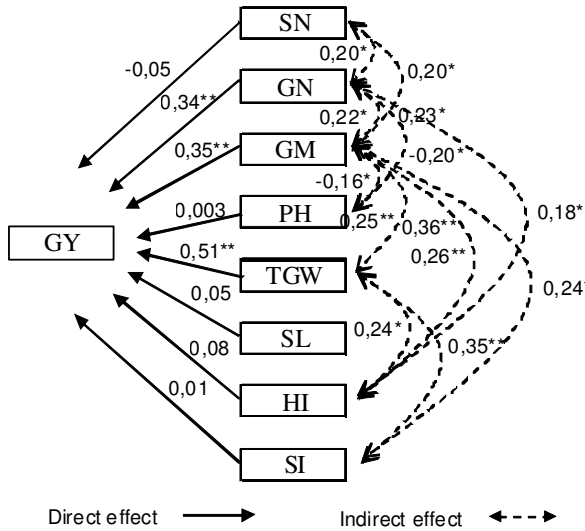 SN
-0,05
0,20*
0,20*
GN
0,34**
0,22*
0,23*
GM
0,35**
-0,20*
-0,16*
PH
0,003
0,25**
0,36**
0,18*
GY
0,51**
TGW
0,26**
0,24*
0,05
SL
0,24*
0,35**
0,08
HI
0,01
SI
Direct effect
Indirect effect